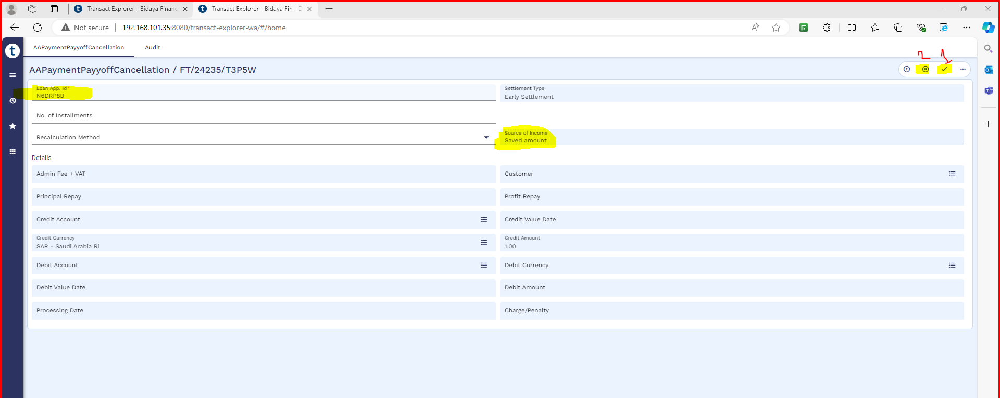 Transact Explorer - Bidaya Financ
Transact Explorer - Bidaya Fin - D
Not secure
192.168.101.35:8080/transact-explorer-wa/#/home
t
AAPaymentPayyoffCancellation
Audit
AAPaymentPayyoffCancellation / FT/24235/T3P5W
2
1
Loan App. Id*
N6DRP8B
Settlement Type
Early Settlement
No. of Installments
Recalculation Method
Source of Income
Saved amount
Details
Admin Fee + VAT
Customer
Principal Repay
Profit Repay
Credit Account
Credit Value Date
Credit Currency
SAR - Saudi Arabia Ri
Credit Amount
1.00
Debit Account
Debit Currency
Debit Value Date
Debit Amount
Processing Date
Charge/Penalty